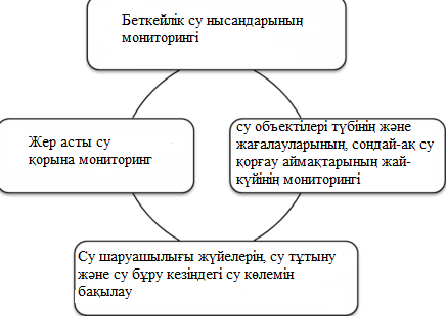 Беткейлік су нысандарының
мониторингі
Жер асты су
қорына мониторинг
су объектілері түбінің және
жағалауларының, сондай-ақ су
қорғау аймақтарының жай-
күйінің мониторингі
Су шаруашылығы жүйелерін, су тұтыну
және су бұру кезіндегі су көлемін
бақылау